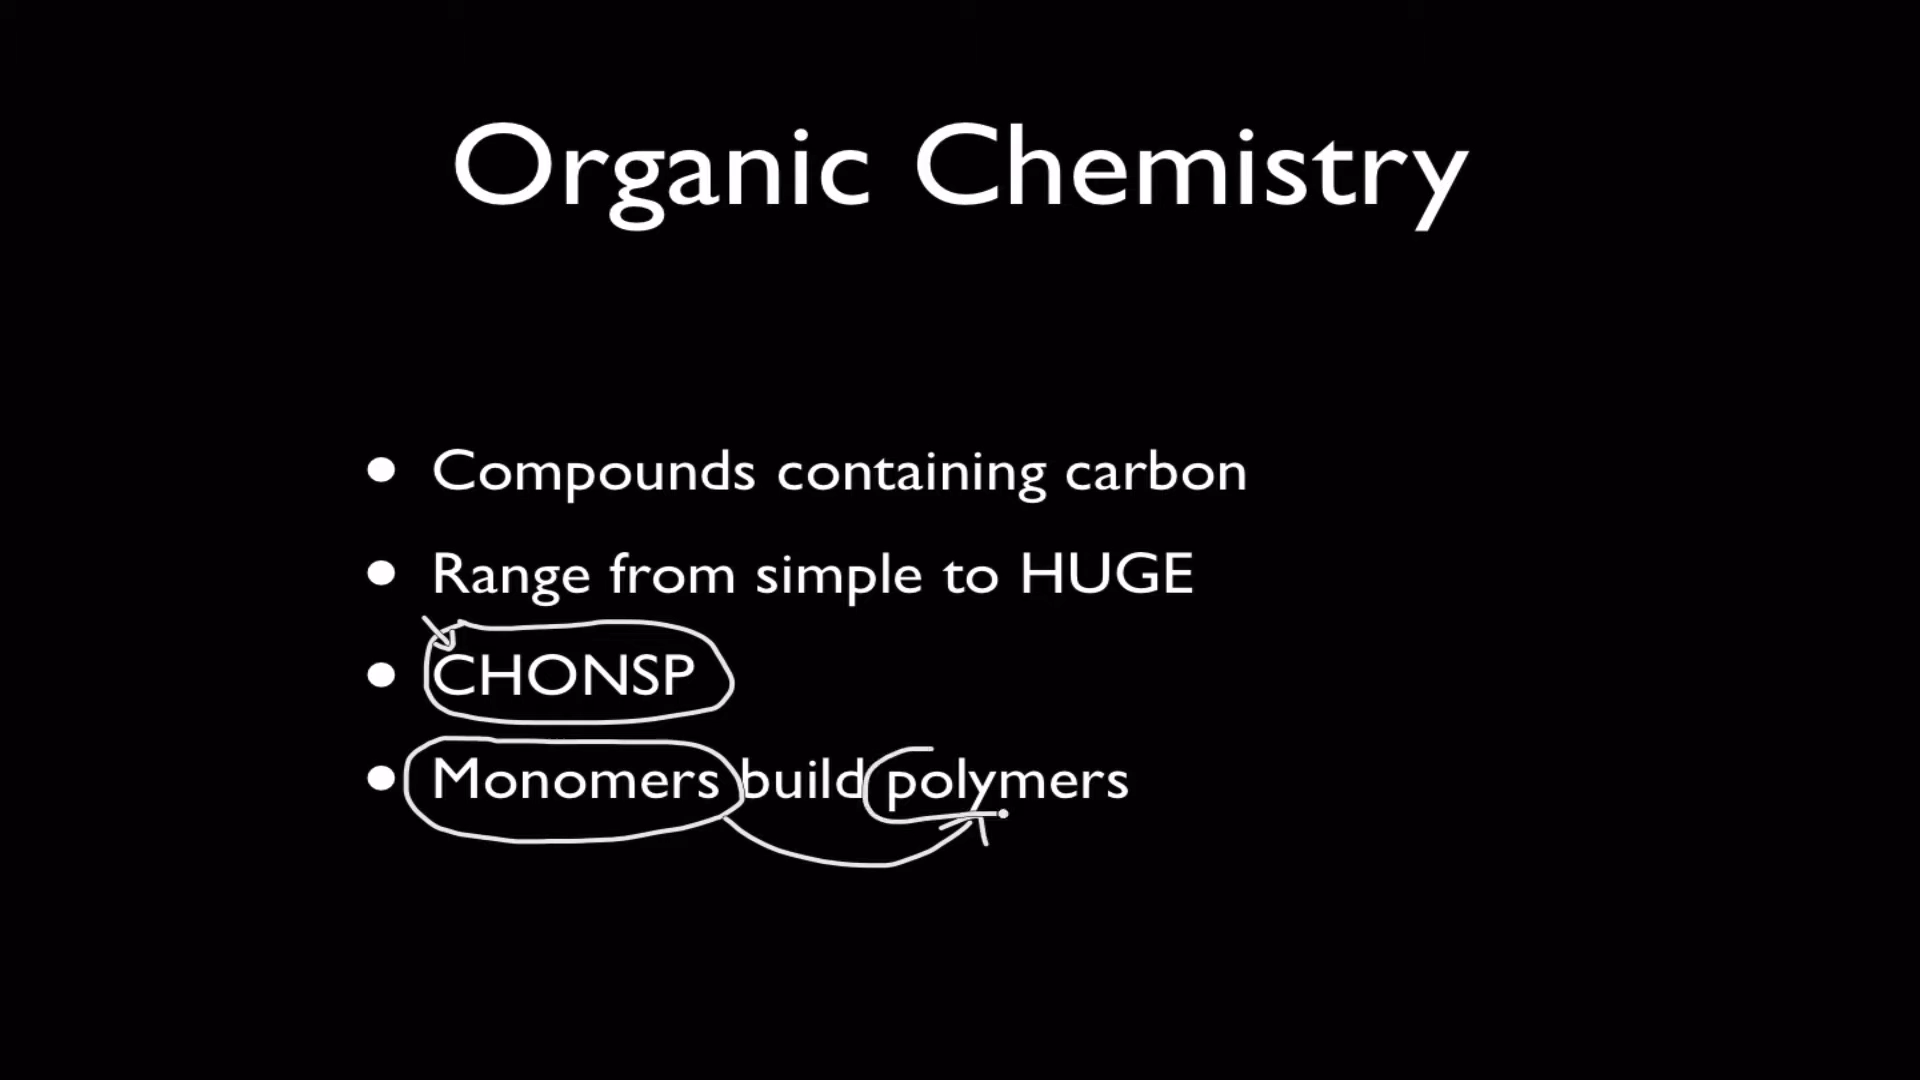 Organic Chemistry
• Compounds containing carbon
• Range from simple to HUGE
• CHONSP
• Monomers build polymers